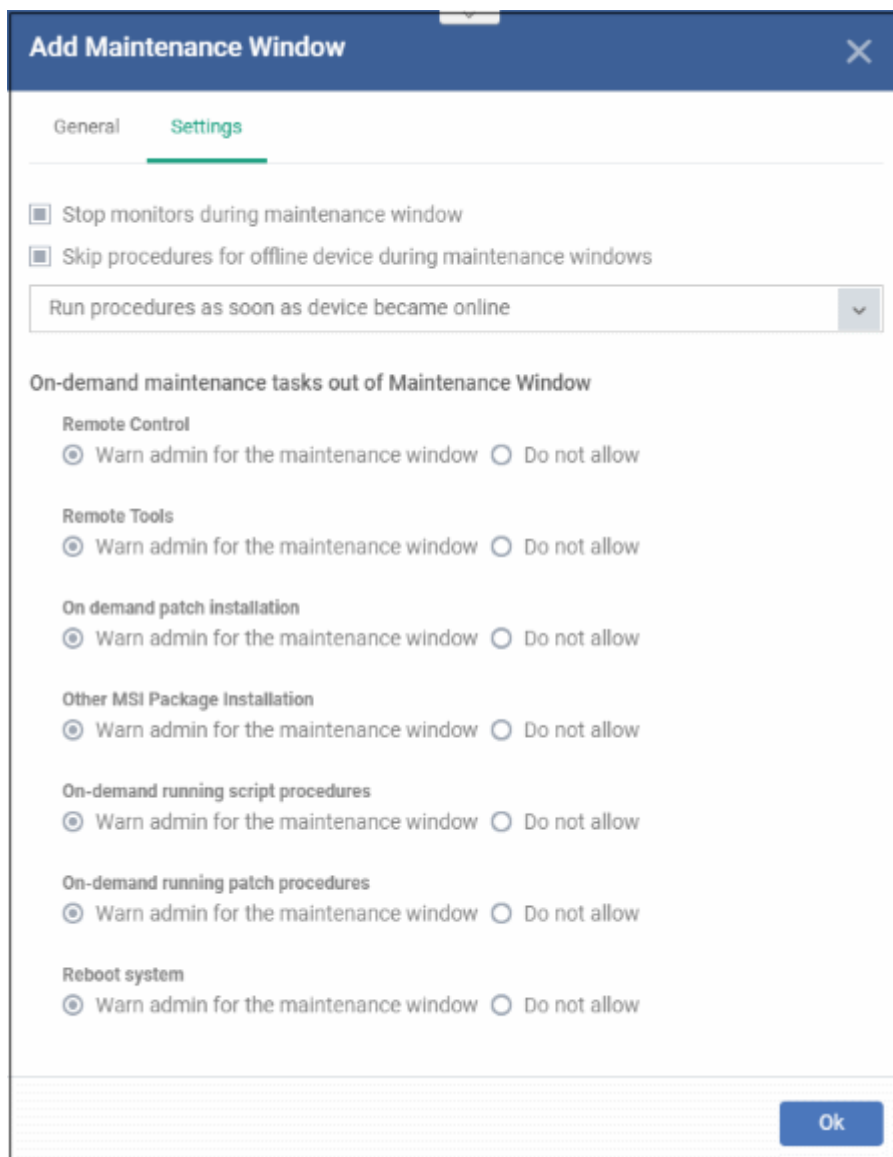 Add Maintenance Window
General Settings
Stop monitors during maintenance window
Skip procedures for offline device during maintenance windows
Run procedures as soon as device became online
On-demand maintenance tasks out of Maintenance Window
Remote Control
Warn admin for the maintenance window Do not allow
Remote Tools
Warn admin for the maintenance window Do not allow
On demand patch installation
Warn admin for the maintenance window Do not allow
Other MSI Package Installation
Warn admin for the maintenance window Do not allow
On-demand running script procedures
Warn admin for the maintenance window Do not allow
On-demand running patch procedures
Warn admin for the maintenance window Do not allow
Reboot system
Warn admin for the maintenance window Do not allow
Ok